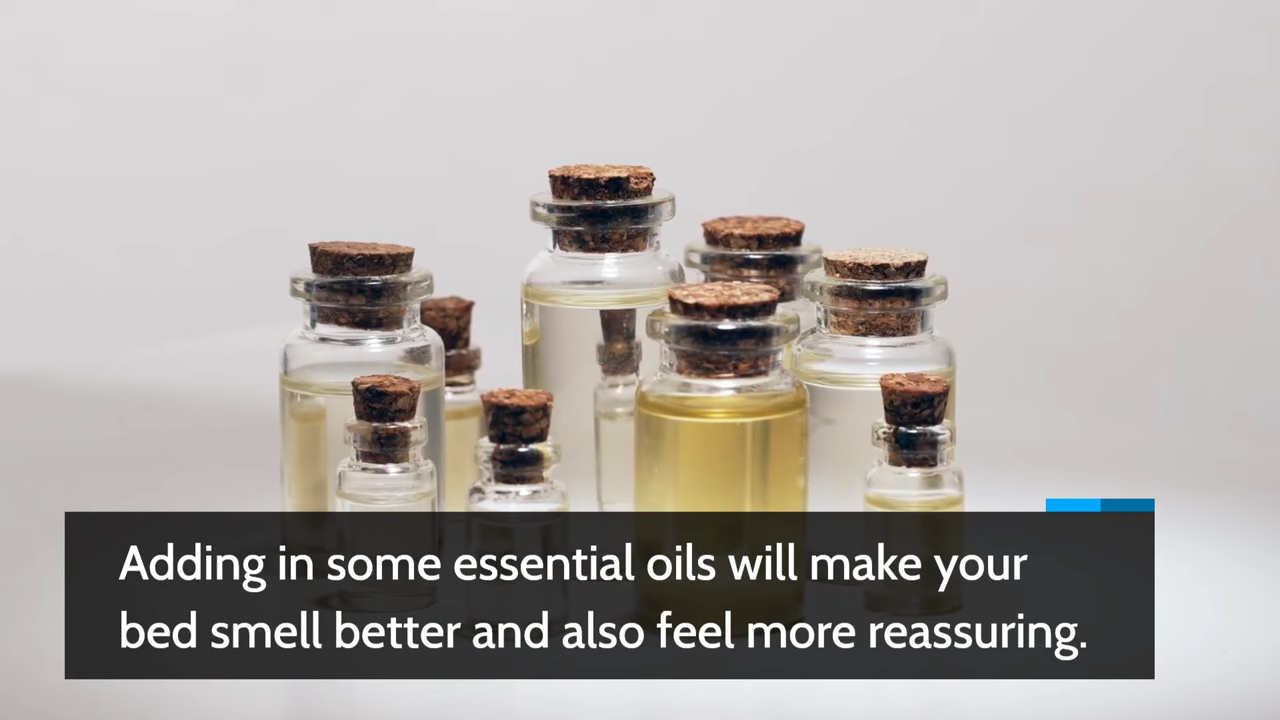 Adding in some essential oils will make your
bed smell better and also feel more reassuring.